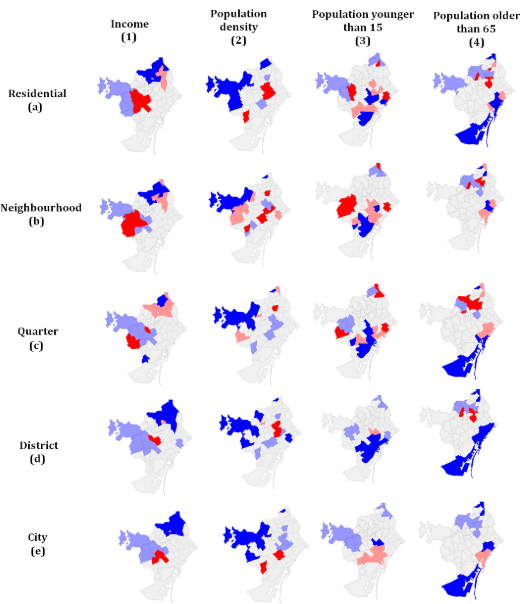 Income
(1)
Population
density
(2)
Population younger
than 15
(3)
Population older
than 65
(4)
Residential
(a)
Neighbourhood
(b)
Quarter
(c)
District
(d)
City
(e)